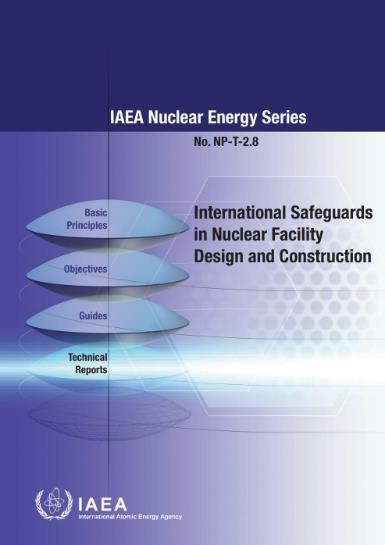 IAEA Nuclear Energy Series
No. NP-T-2.8
International Safeguards
in Nuclear Facility
Design and Construction
Basic
Principles
Objectives
Guides
Technical
Reports
IAEA
International Atomic Energy Agency